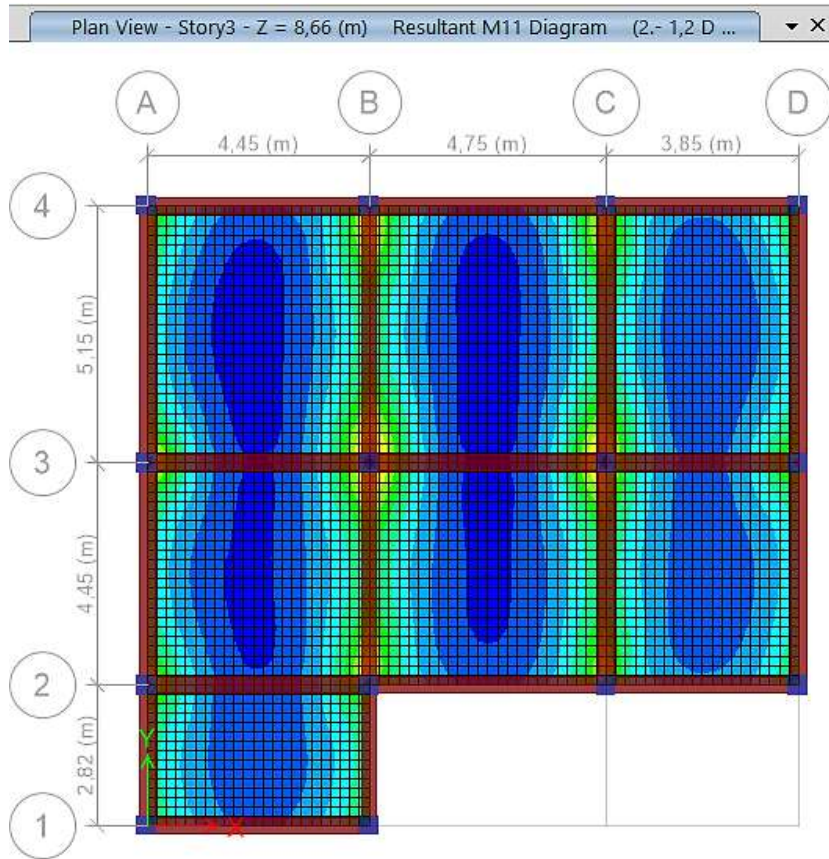 Plan View - Story3 - Z = 8,66 (m) Resultant M11 Diagram (2.- 1,2 D ...
A B C D
4,45 (m) 4,75 (m) 3,85 (m)
4
5,15 (m)
3
4,45 (m)
2
2,82 (m)
Y
1
X